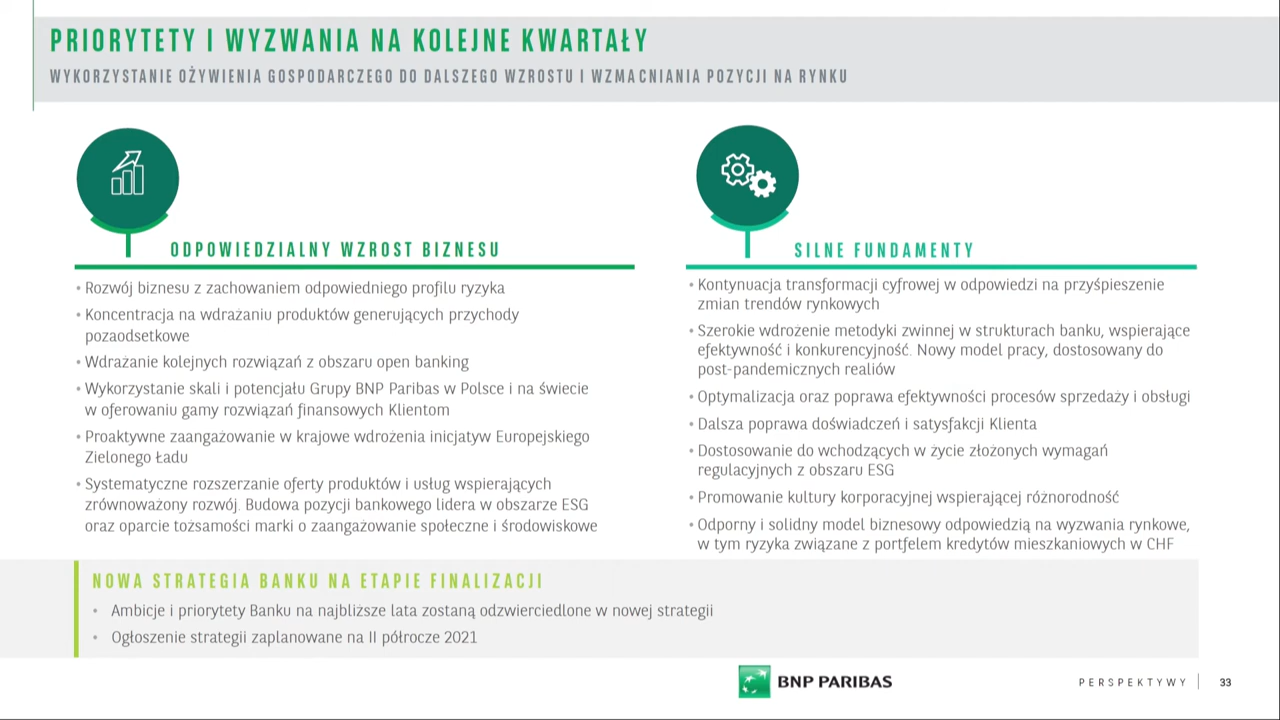 PRIORYTETY I WYZWANIA NA KOLEJNE KWARTAŁY
WYKORZYSTANIE OŻYWIENIA GOSPODARCZEGO DO DALSZEGO WZROSTU I WZMACNIANIA POZYCJI NA RYNKU
ODPOWIEDZIALNY WZROST BIZNESU
• Rozwój biznesu z zachowaniem odpowiedniego profilu ryzyka
• Koncentracja na wdrażaniu produktów generujących przychody
pozaodsetkowe
• Wdrażanie kolejnych rozwiązań z obszaru open banking
• Wykorzystanie skali i potencjału Grupy BNP Paribas w Polsce i na świecie
w oferowaniu gamy rozwiązań finansowych Klientom
• Proaktywne zaangażowanie w krajowe wdrożenia inicjatyw Europejskiego
Zielonego Ładu
• Systematyczne rozszerzanie oferty produktów i usług wspierających
zrównoważony rozwój. Budowa pozycji bankowego lidera w obszarze ESG
oraz oparcie tożsamości marki o zaangażowanie społeczne i środowiskowe
SILNE FUNDAMENTY
• Kontynuacja transformacji cyfrowej w odpowiedzi na przyśpieszenie
zmian trendów rynkowych
• Szerokie wdrożenie metodyki zwinnej w strukturach banku, wspierające
efektywność i konkurencyjność. Nowy model pracy, dostosowany do
post-pandemicznych realiów
• Optymalizacja oraz poprawa efektywności procesów sprzedaży i obsługi
• Dalsza poprawa doświadczeń i satysfakcji Klienta
• Dostosowanie do wchodzących w życie złożonych wymagań
regulacyjnych z obszaru ESG
• Promowanie kultury korporacyjnej wspierającej różnorodność
• Odporny i solidny model biznesowy odpowiedzią na wyzwania rynkowe,
w tym ryzyka związane z portfelem kredytów mieszkaniowych w CHF
NOWA STRATEGIA BANKU NA ETAPIE FINALIZACJI
• Ambicje i priorytety Banku na najbliższe lata zostaną odzwierciedlone w nowej strategii
• Ogłoszenie strategii zaplanowane na II półrocze 2021
BNP PARIBAS
PERSPEKTYWY | 33